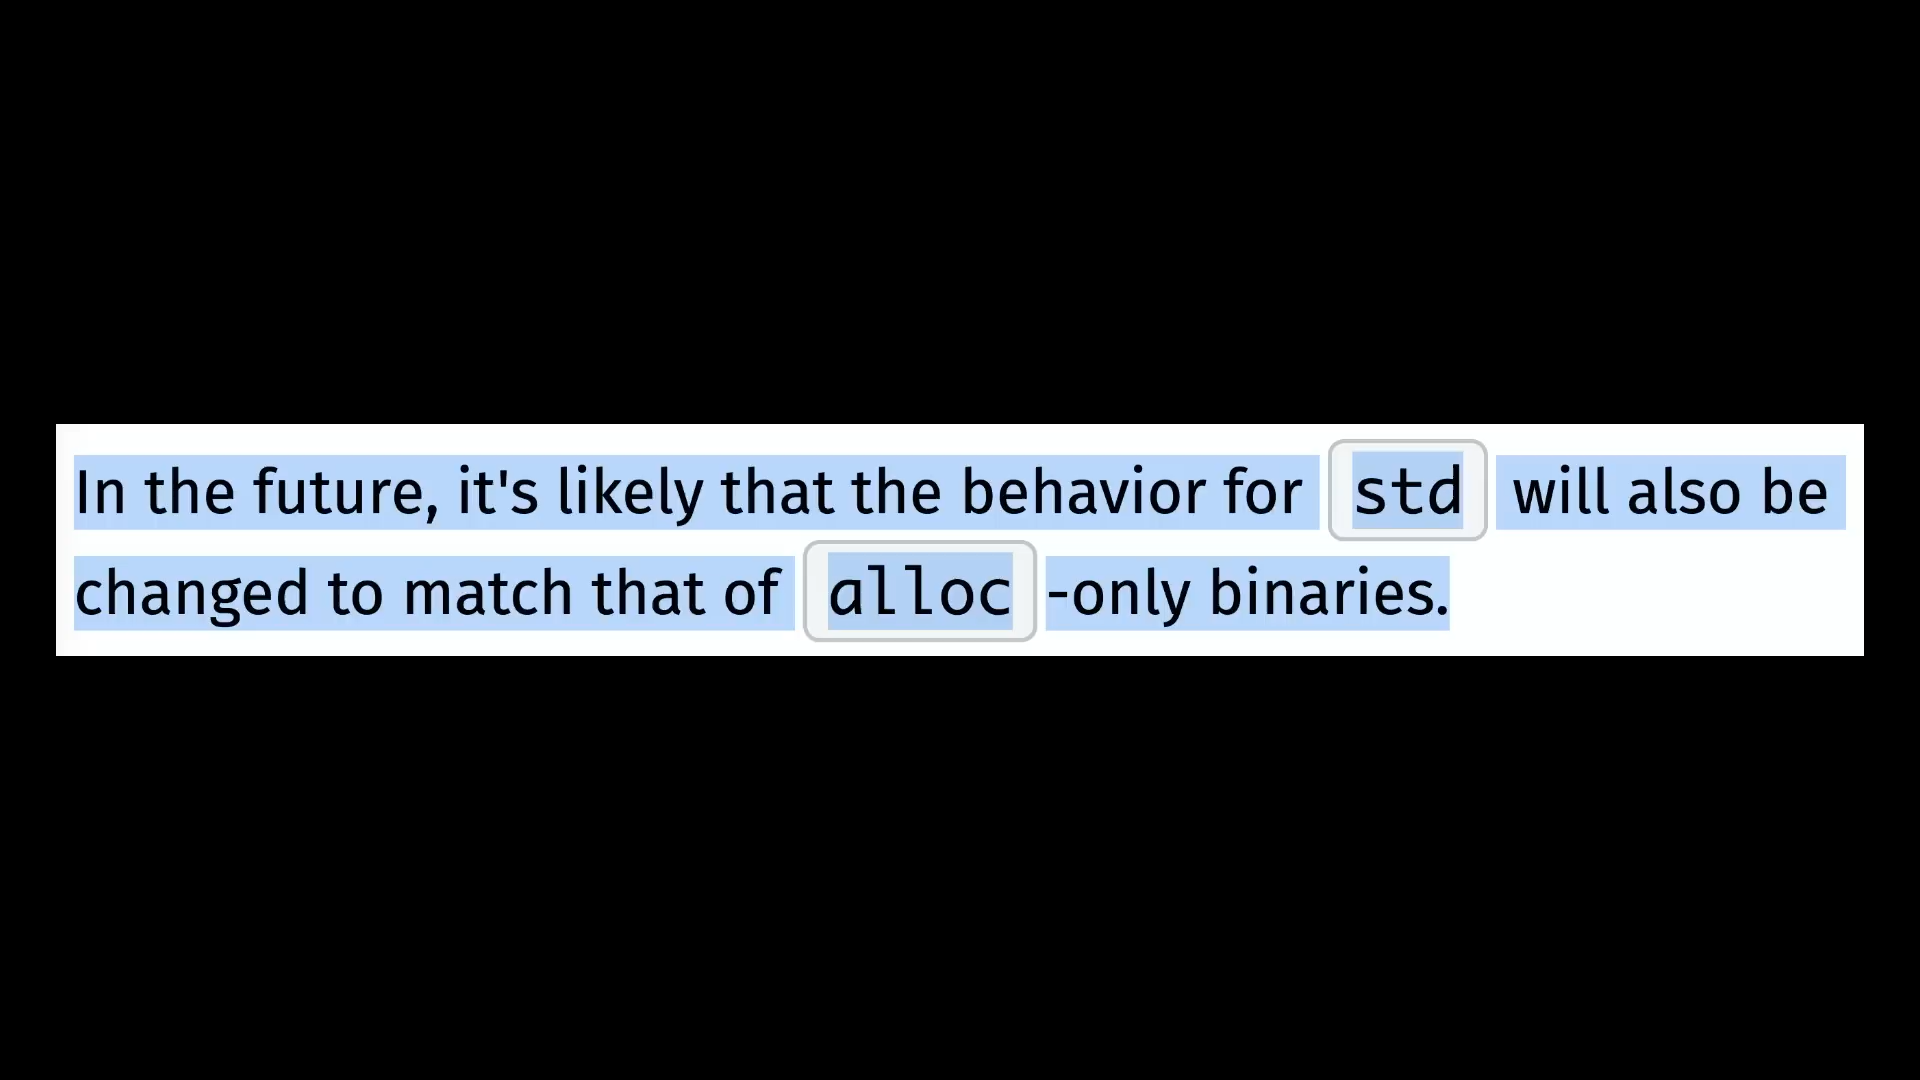 In the future, it's likely that the behavior for std will also be
changed to match that of alloc-only binaries.